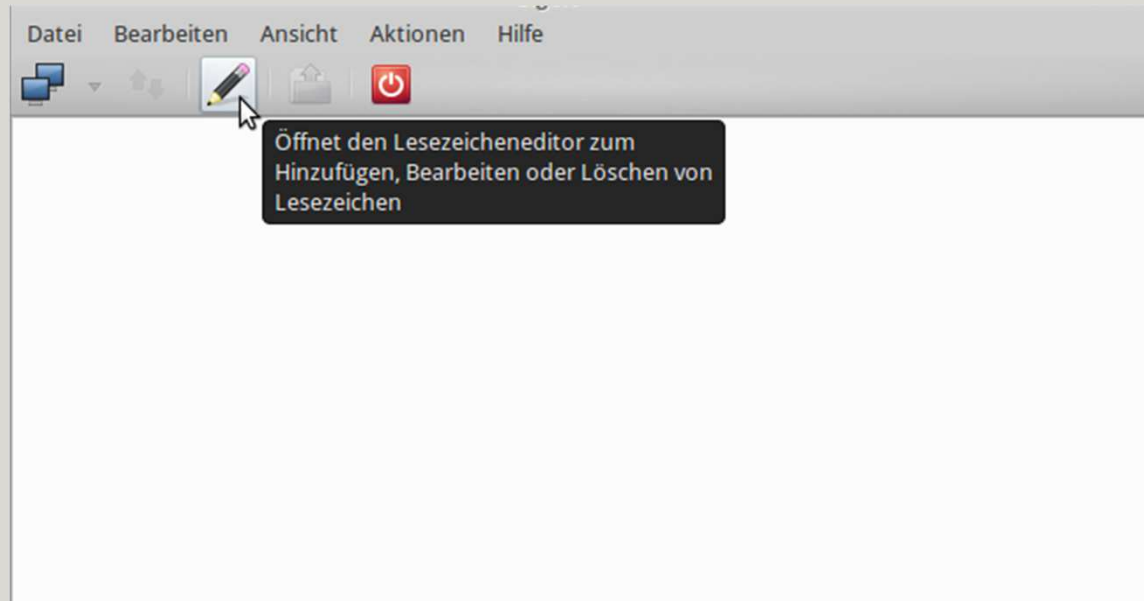 Datei Bearbeiten Ansicht Aktionen Hilfe
Öffnet den Lesezeicheneditor zum
Hinzufügen, Bearbeiten oder Löschen von
Lesezeichen